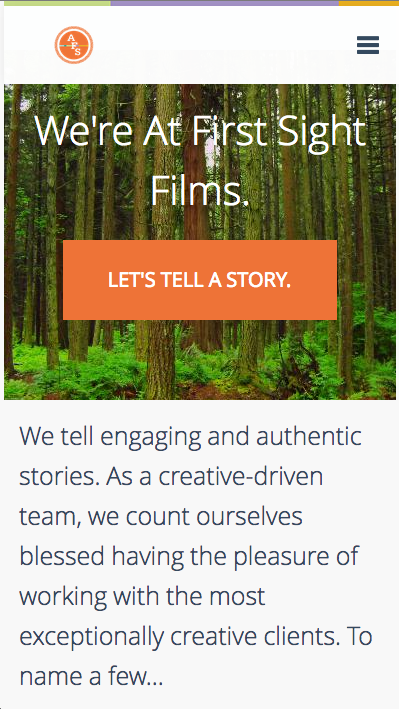 AFS
We're At First Sight
Films.
LET'S TELL A STORY.
We tell engaging and authentic
stories. As a creative-driven
team, we count ourselves
blessed having the pleasure of
working with the most
exceptionally creative clients. To
name a few...